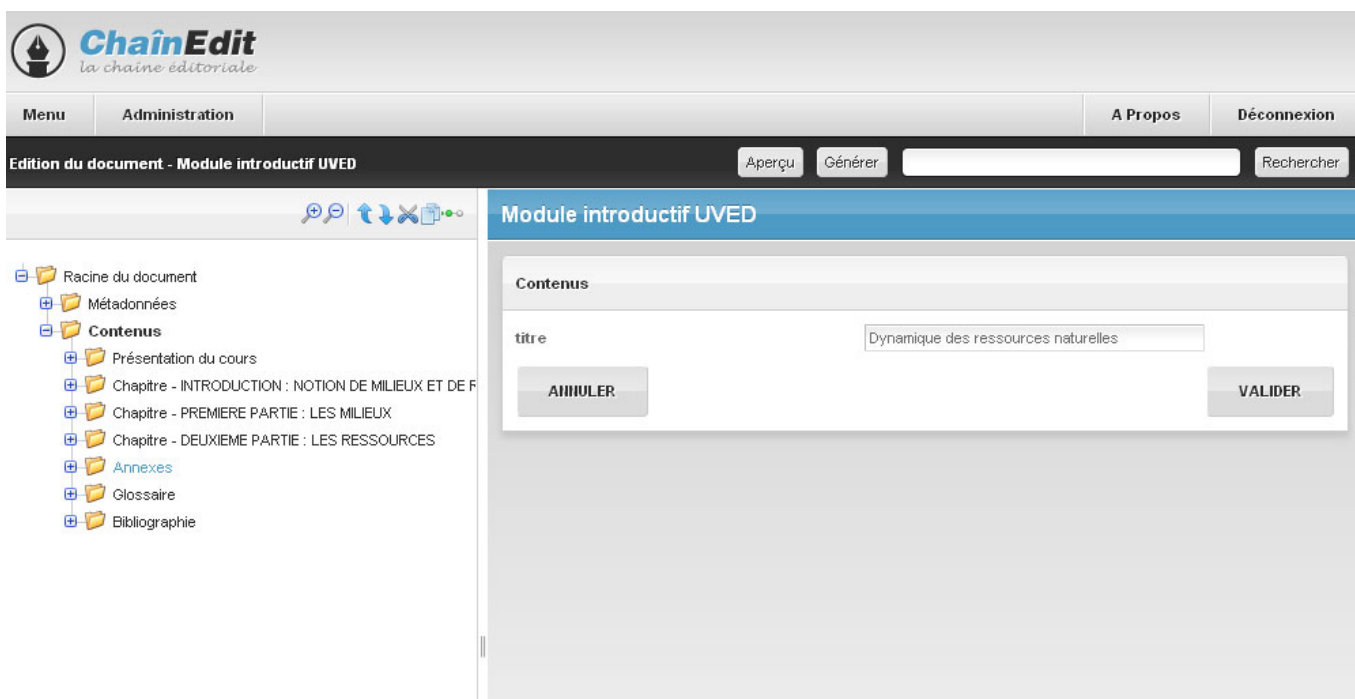 ChaînEdit
la chaîne éditoriale
Menu Administration A Propos Déconnexion
Edition du document - Module introductif UVED Aperçu Générer Rechercher
Module introductif UVED
Racine du document
Métadonnées
Contenus
Présentation du cours
Chapitre - INTRODUCTION : NOTION DE MILIEUX ET DE R
Chapitre - PREMIERE PARTIE : LES MILIEUX
Chapitre - DEUXIEME PARTIE : LES RESSOURCES
Annexes
Glossaire
Bibliographie
Contenus
titre Dynamique des ressources naturelles
ANNULER VALIDER